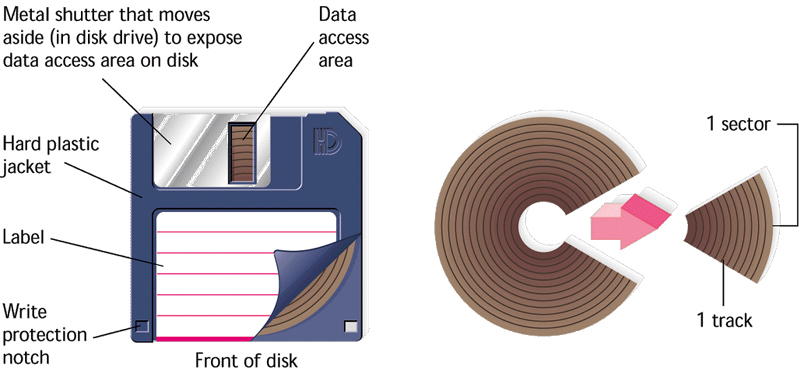 Metal shutter that moves
aside (in disk drive) to expose
data access area on disk
Data
access
area
HD
Hard plastic
jacket
Label
Write
protection
notch
Front of disk
1 sector
1 track